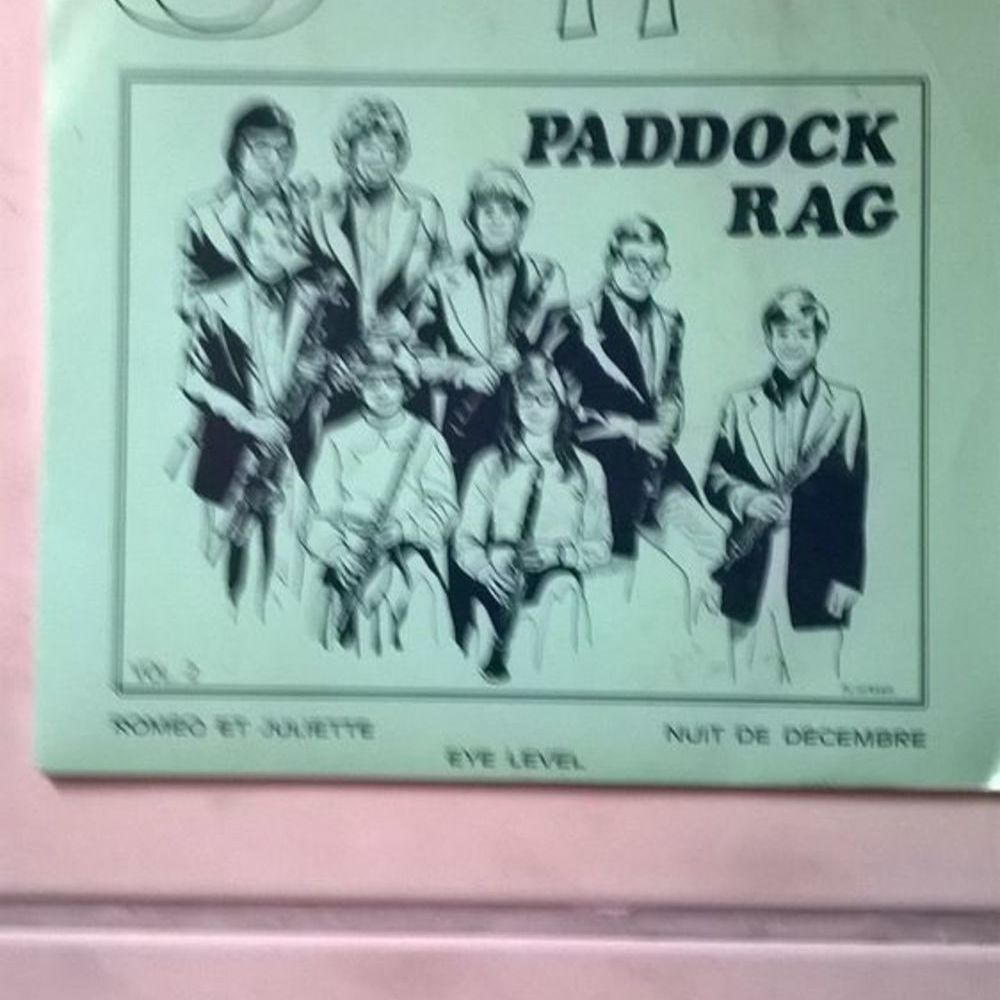 PADDOCK
RAG
VOL 2
ROMEO ET JULIETTE
NUIT DE DECEMBRE
EYE LEVEL